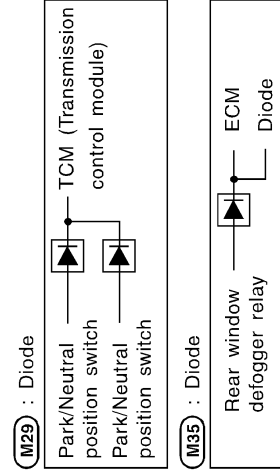 M29 : Diode
Park/Neutral
position switch
TCM (Transmission
control module)
Park/Neutral
position switch
M35 : Diode
Rear window
defogger relay
ECM
Diode